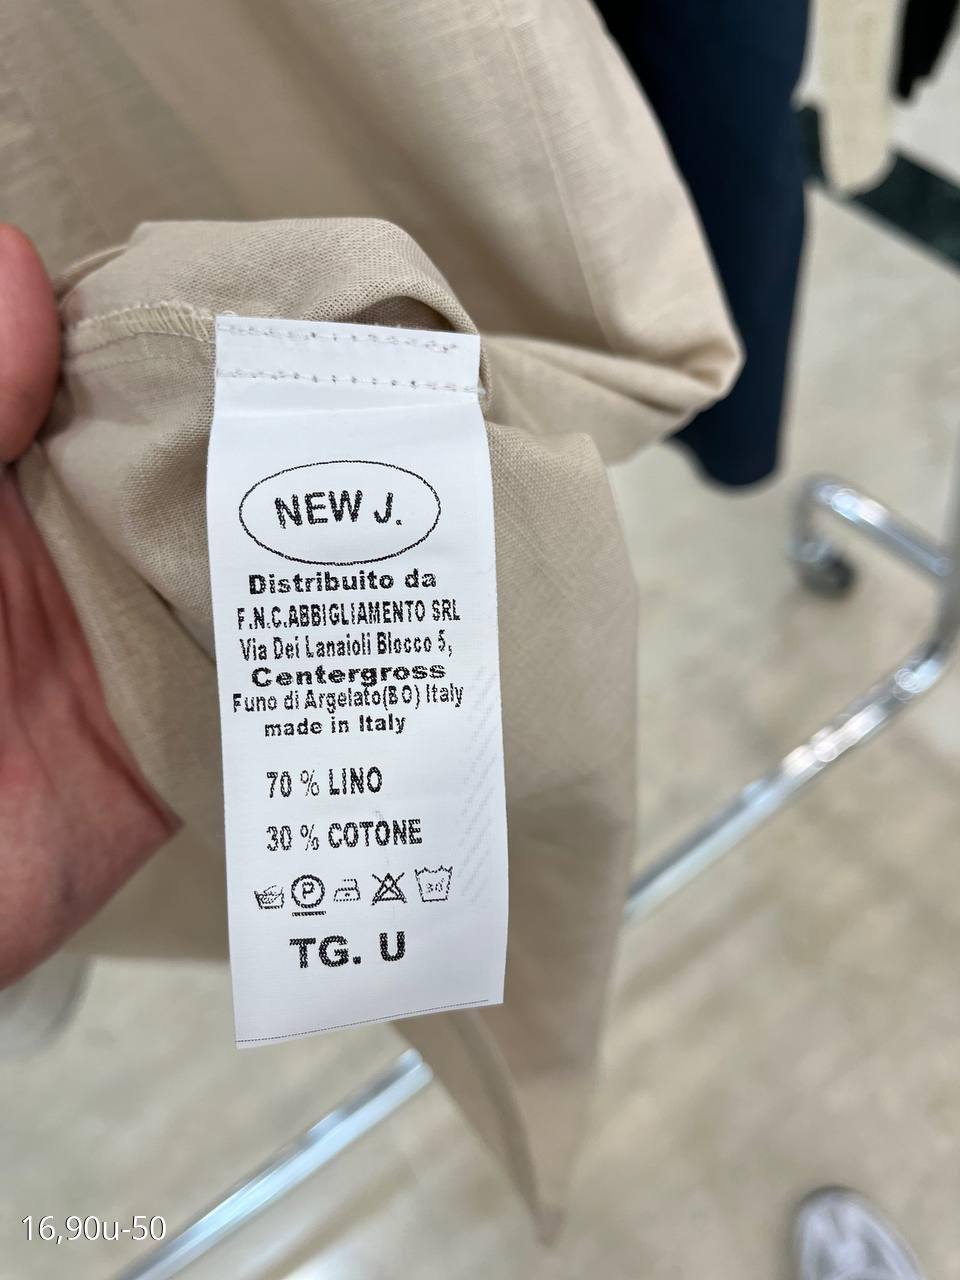 NEW J.
Distribuito da
F.N.C.ABBIGLIAMENTO SRL
Via Dei Lanaioli Blocco 5,
Centergross
Funo di Argelato(BO) Italy
made in Italy
70 % LINO
30 % COTONE
P 30°
TG. U
16,90u-50